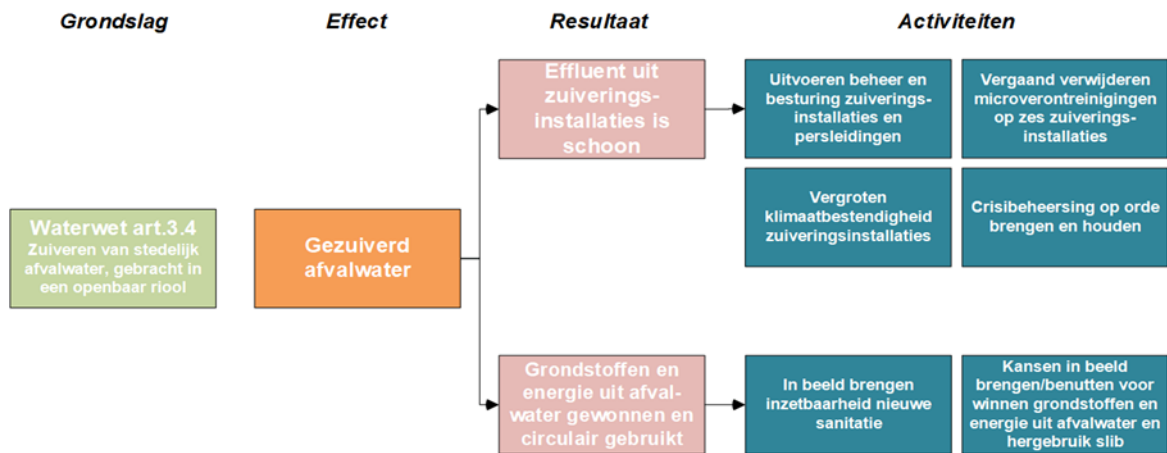 Grondslag
Effect
Resultaat
Activiteiten
Effluent uit
zuiverings-
installaties is
schoon
Uitvoeren beheer en
besturing zuiverings-
installaties en
persleidingen
Vergaand verwijderen
microverontreinigingen
op zes zuiverings-
installaties
Vergroten
klimaatbestendigheid
zuiveringsinstallaties
Crisibeheersing op orde
brengen en houden
Waterwet art.3.4
Zuiveren van stedelijk
afvalwater, gebracht in
een openbaar riool
Gezuiverd
afvalwater
Grondstoffen en
energie uit afval-
water gewonnen en
circulair gebruikt
In beeld brengen
inzetbaarheid nieuwe
sanitatie
Kansen in beeld
brengen/benutten voor
winnen grondstoffen en
energie uit afvalwater en
hergebruik slib